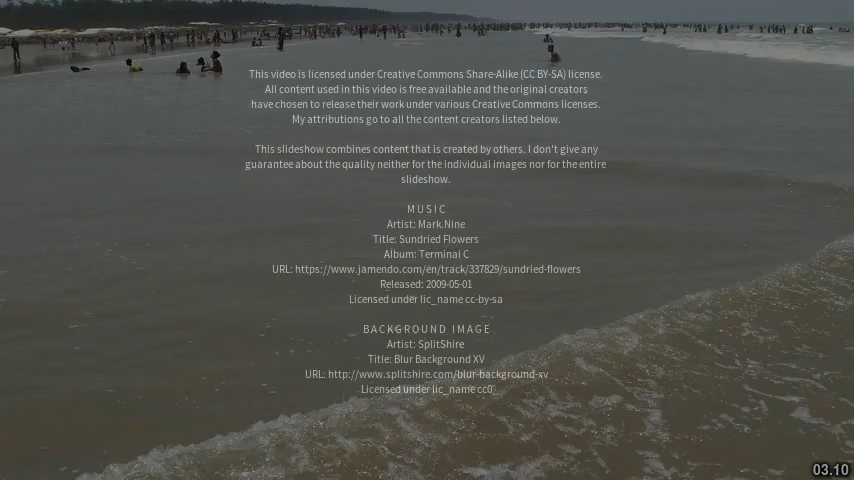 This video is licensed under Creative Commons Share-Alike (CC BY-SA) license.
All content used in this video is free available and the original creators
have chosen to release their work under various Creative Commons licenses.
My attributions go to all the content creators listed below.
This slideshow combines content that is created by others. I don't give any
guarantee about the quality neither for the individual images nor for the entire
slideshow.
MUSIC
Artist: Mark.Nine
Title: Sundried Flowers
Album: Terminal C
URL: https://www.jamendo.com/en/track/337829/sundried-flowers
Released: 2009-05-01
Licensed under lic_name cc-by-sa
BACKGROUND IMAGE
Artist: SplitShire
Title: Blur Background XV
URL: http://www.splitshire.com/blur-background-xv
Licensed under lic_name cc0
03.10